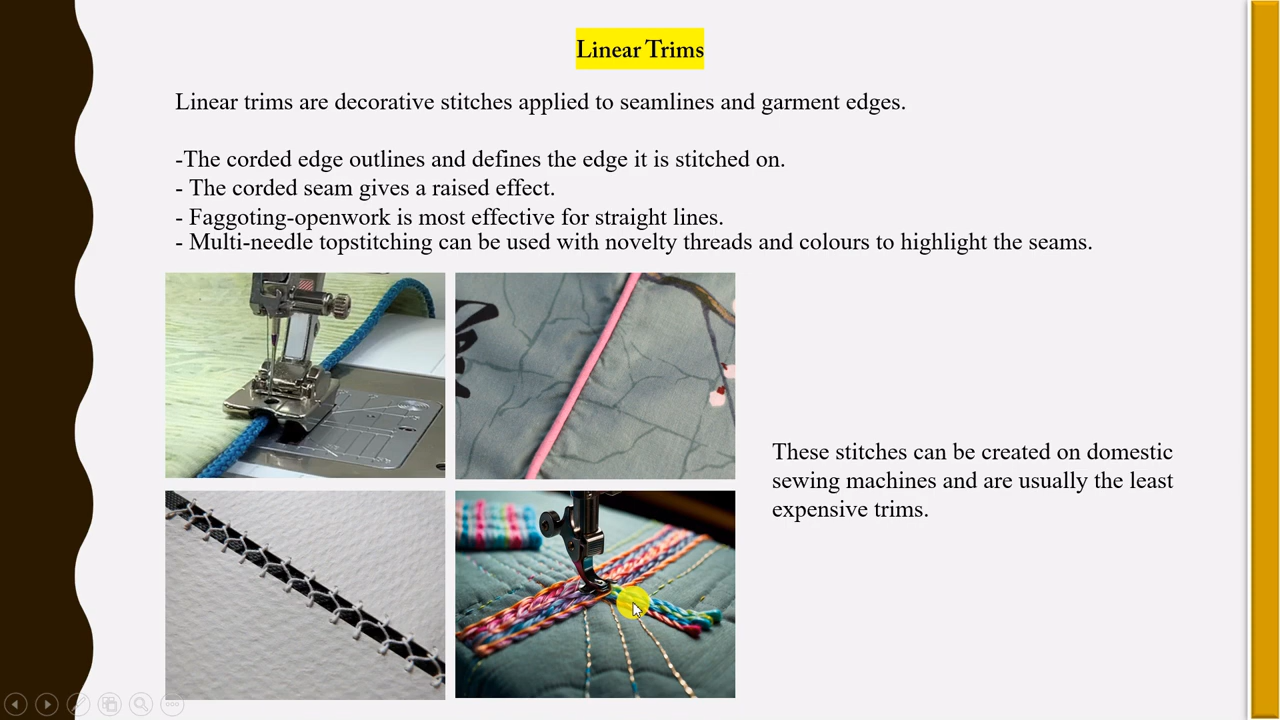 Linear Trims
Linear trims are decorative stitches applied to seamlines and garment edges.
-The corded edge outlines and defines the edge it is stitched on.
- The corded seam gives a raised effect.
- Faggoting-openwork is most effective for straight lines.
- Multi-needle topstitching can be used with novelty threads and colours to highlight the seams.
These stitches can be created on domestic
sewing machines and are usually the least
expensive trims.